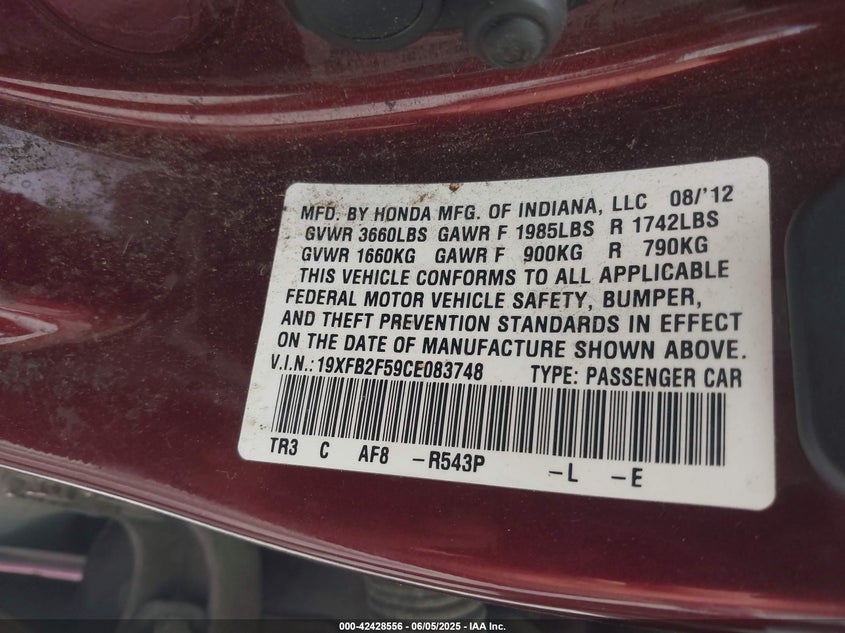 MFD. BY HONDA MFG. OF INDIANA, LLC 08/'12
GVWR 3660LBS GAWR F 1985LBS R 1742LBS
GVWR 1660KG GAWR F 900KG R 790KG
THIS VEHICLE CONFORMS TO ALL APPLICABLE
FEDERAL MOTOR VEHICLE SAFETY, BUMPER,
AND THEFT PREVENTION STANDARDS IN EFFECT
ON THE DATE OF MANUFACTURE SHOWN ABOVE.
V.I.N.:19XFB2F59CE083748 TYPE: PASSENGER CAR
TR3 C AF8 –R543P –L –E
000-42428556 | 06/05/2025 - IAA Inc.